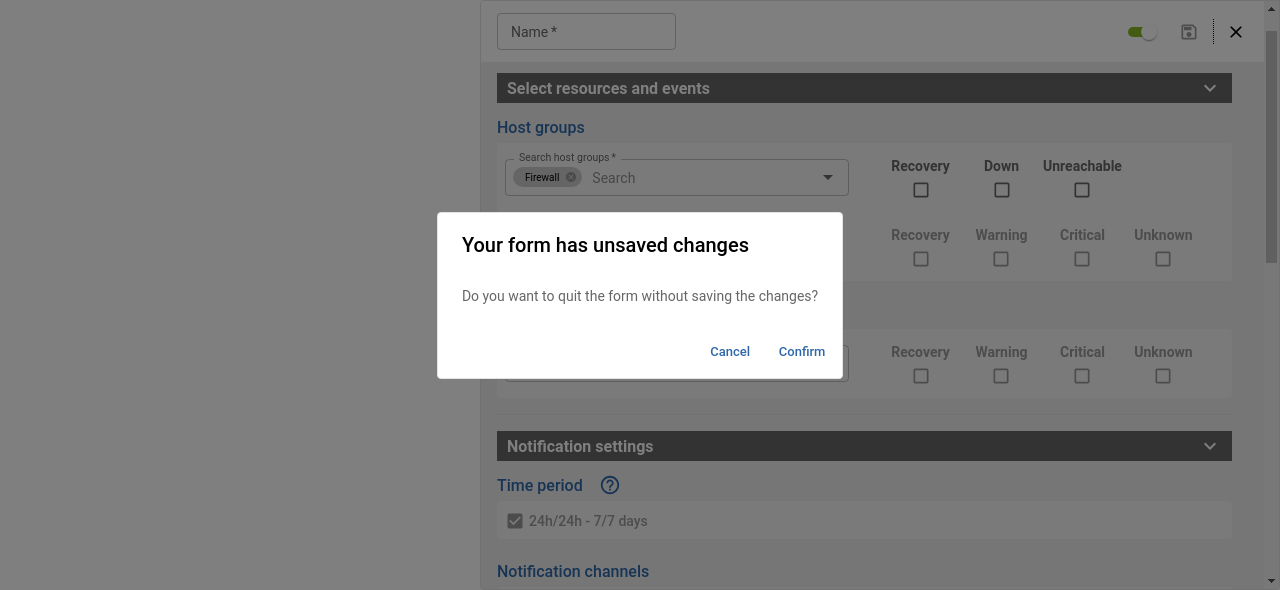 Name *
Select resources and events
Host groups
Search host groups *
Firewall
Search
Recovery Down Unreachable
Recovery Warning Critical Unknown
Your form has unsaved changes
Do you want to quit the form without saving the changes?
Cancel Confirm
Recovery Warning Critical Unknown
Notification settings
Time period ?
24h/24h - 7/7 days
Notification channels